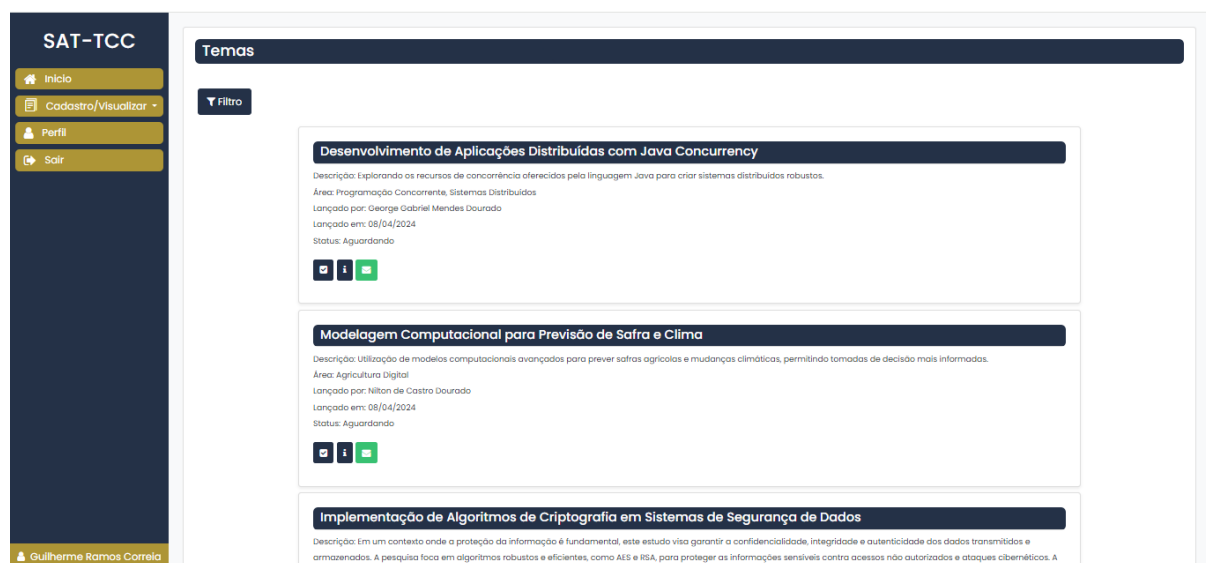 SAT-TCC
Inicio
Cadastro/Visualizar
Perfil
Sair
Guilherme Ramos Correia
Temas
Filtro
Desenvolvimento de Aplicações Distribuídas com Java Concurrency
Descrição: Explorando os recursos de concorrência oferecidos pela linguagem Java para criar sistemas distribuídos robustos.
Área: Programação Concorrente, Sistemas Distribuídos
Lançado por: George Gabriel Mendes Dourado
Lançado em: 08/04/2024
Status: Aguardando
Modelagem Computacional para Previsão de Safra e Clima
Descrição: Utilização de modelos computacionais avançados para prever safras agrícolas e mudanças climáticas, permitindo tomadas de decisão mais informadas.
Área: Agricultura Digital
Lançado por: Nilton de Castro Dourado
Lançado em: 08/04/2024
Status: Aguardando
Implementação de Algoritmos de Criptografia em Sistemas de Segurança de Dados
Descrição: Em um contexto onde a proteção da informação é fundamental, este estudo visa garantir a confidencialidade, integridade e autenticidade dos dados transmitidos e
armazenados. A pesquisa foca em algoritmos robustos e eficientes, como AES e RSA, para proteger as informações sensíveis contra acessos não autorizados e ataques cibernéticos. A